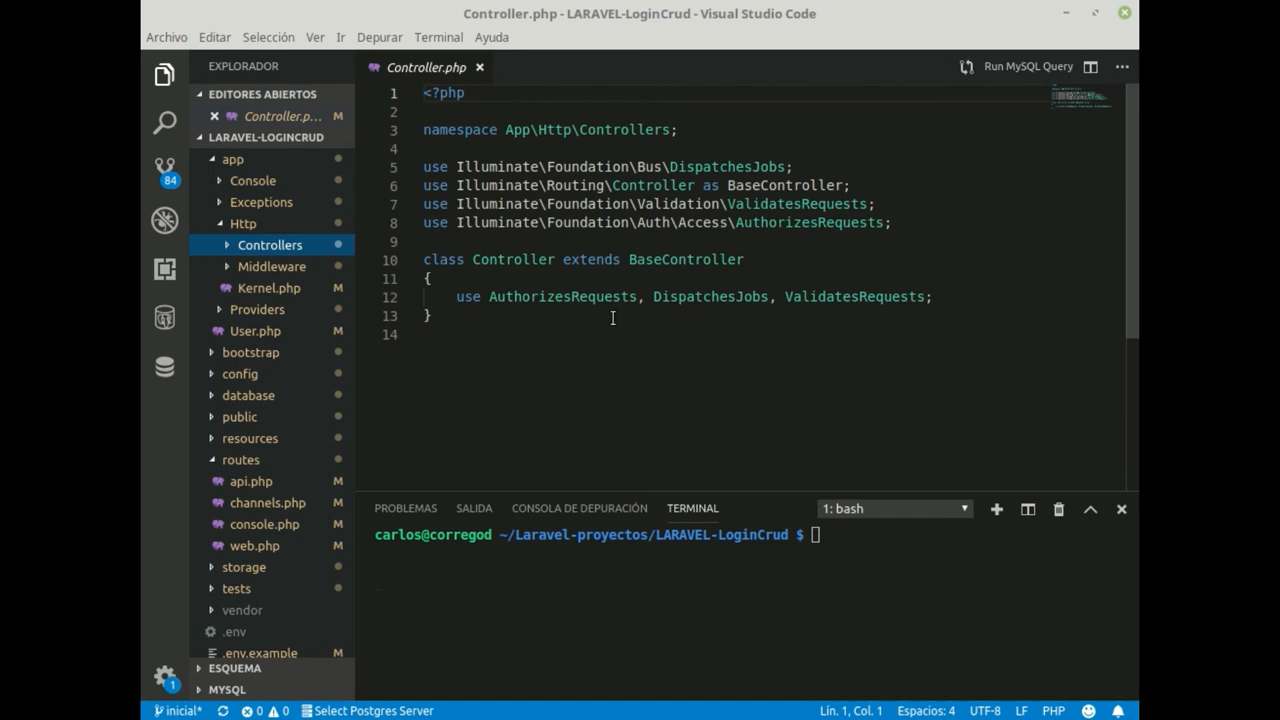 Controller.php - LARAVEL-LoginCrud - Visual Studio Code
Archivo Editar Selección Ver Ir Depurar Terminal Ayuda
EXPLORADOR
EDITORES ABIERTOS
Controller.p... M
LARAVEL-LOGINCRUD
app
Console
Exceptions
Http
Controllers
Middleware
Kernel.php M
Providers
User.php M
bootstrap
config
database
public
resources
routes
api.php M
channels.php M
console.php M
web.php M
storage
tests
vendor
.env
.env.example M
ESQUEMA
MYSQL
84
1
Controller.php
Run MySQL Query
1 <?php
2
3 namespace App\Http\Controllers;
4
5 use Illuminate\Foundation\Bus\DispatchesJobs;
6 use Illuminate\Routing\Controller as BaseController;
7 use Illuminate\Foundation\Validation\ValidatesRequests;
8 use Illuminate\Foundation\Auth\Access\AuthorizesRequests;
9
10 class Controller extends BaseController
11 {
12 use AuthorizesRequests, DispatchesJobs, ValidatesRequests;
13 }
14
PROBLEMAS SALIDA CONSOLA DE DEPURACIÓN TERMINAL 1: bash
carlos@corregod ~/Laravel-proyectos/LARAVEL-LoginCrud $
inicial* 0 0 Select Postgres Server Lín. 1, Col. 1 Espacios: 4 UTF-8 LF PHP